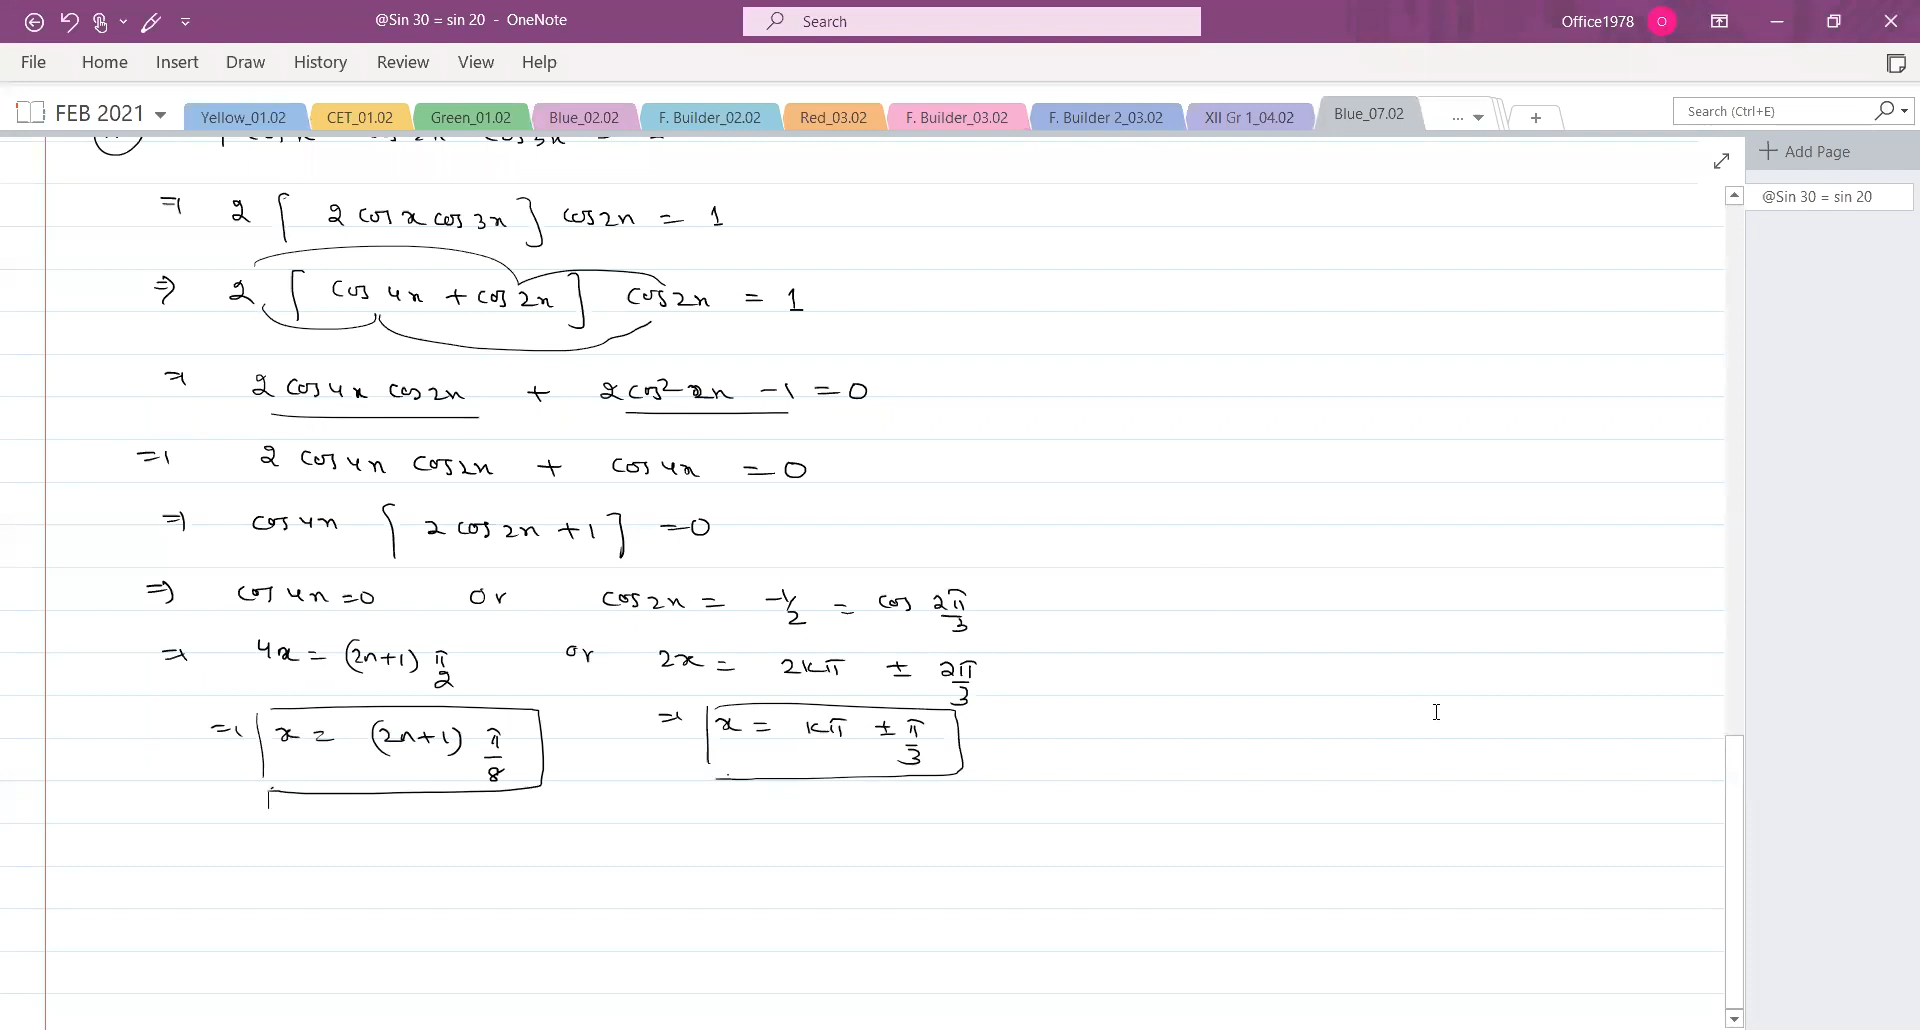 @Sin 30 = sin 20 - OneNote
Search
Office1978
O
File Home Insert Draw History Review View Help
FEB 2021
Yellow_01.02 CET_01.02 Green_01.02 Blue_02.02 F. Builder_02.02 Red_03.02 F. Builder_03.02 F. Builder 2_03.02 XII Gr 1_04.02 Blue_07.02 ... +
Search (Ctrl+E)
Add Page
@Sin 30 = sin 20
⇒ 2 [ 2 cos x cos 3x ] cos 2x = 1
⇒ 2 [ cos 4x + cos 2x ] cos 2x = 1
⇒ 2 cos 4x cos 2x + 2 cos² 2x - 1 = 0
⇒ 2 cos 4x cos 2x + cos 4x = 0
⇒ cos 4x [ 2 cos 2x + 1 ] = 0
⇒ cos 4x = 0 or cos 2x = -1/2 = cos 2π/3
⇒ 4x = (2n+1) π/2 or 2x = 2kπ ± 2π/3
⇒ x = (2n+1) π/8 ⇒ x = kπ ± π/3